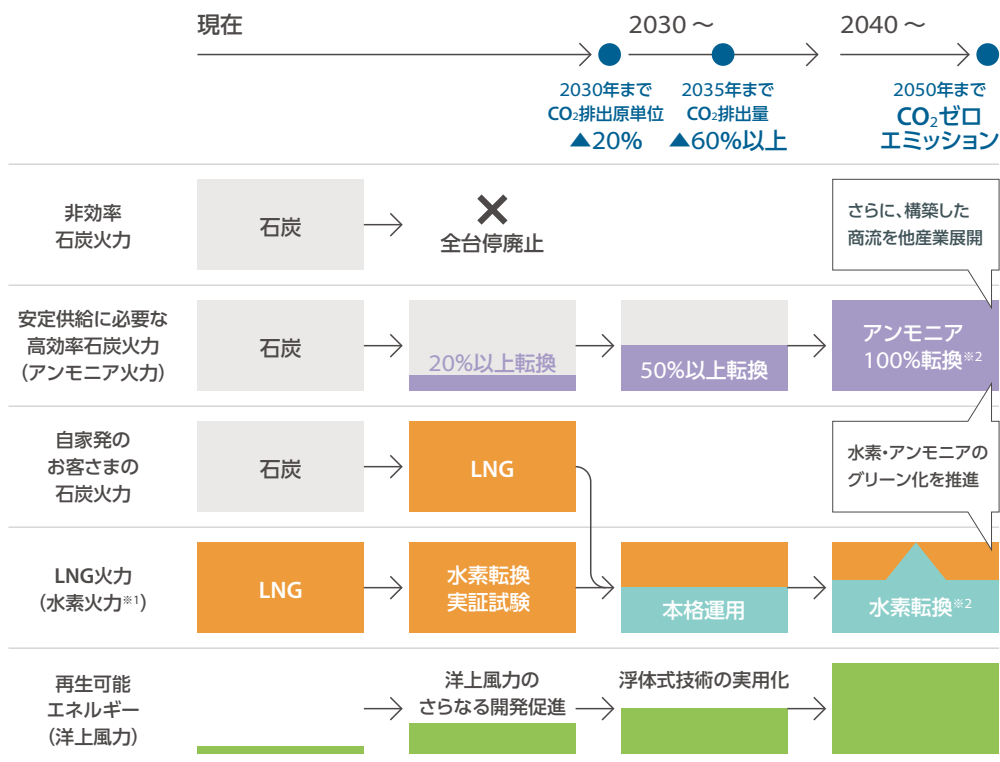 現在
2030 ～
2040 ～
2030年まで
CO₂排出原単位
▲20%
2035年まで
CO₂排出量
▲60%以上
2050年まで
CO₂ゼロ
エミッション
非効率
石炭火力
石炭
全台停廃止
さらに、構築した
商流を他産業展開
安定供給に必要な
高効率石炭火力
（アンモニア火力）
石炭
20%以上転換
50%以上転換
アンモニア
100%転換※2
自家発の
お客さまの
石炭火力
石炭
LNG
水素・アンモニアの
グリーン化を推進
LNG火力
（水素火力※1）
LNG
水素転換
実証試験
本格運用
水素転換※2
再生可能
エネルギー
（洋上風力）
洋上風力の
さらなる開発促進
浮体式技術の実用化